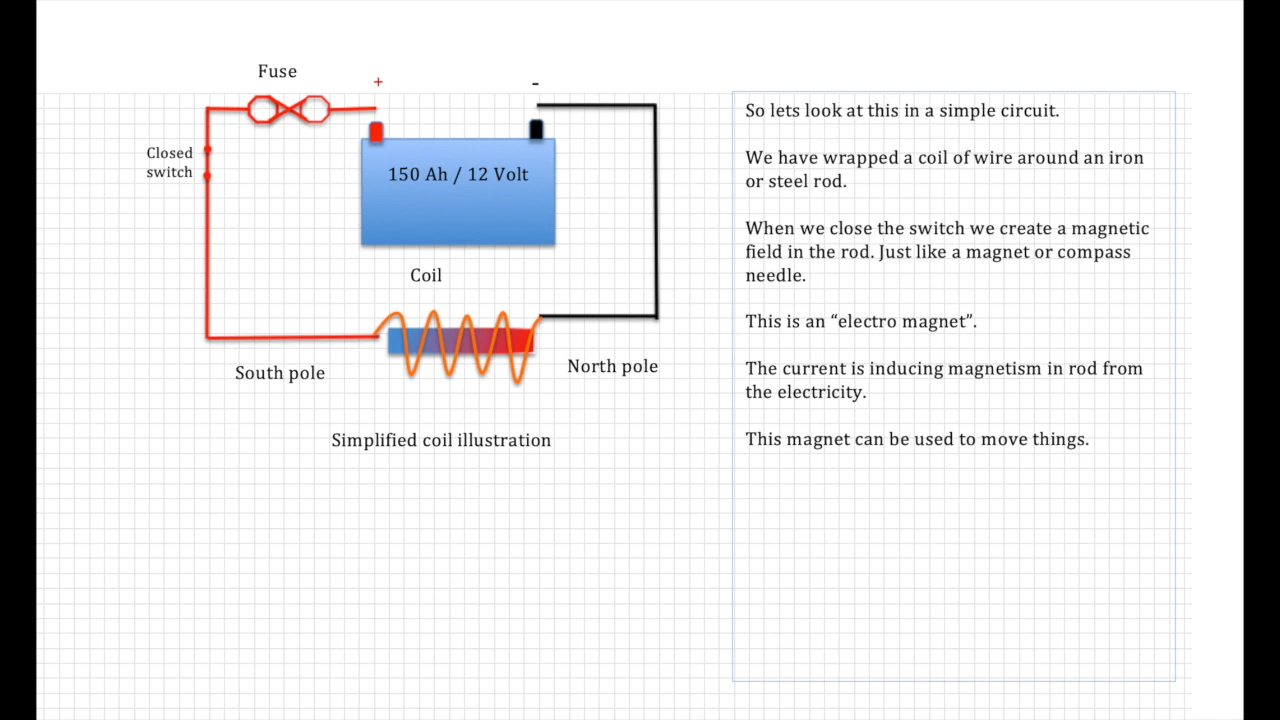 Fuse
+
-
Closed
switch
150 Ah / 12 Volt
Coil
South pole
North pole
Simplified coil illustration
So lets look at this in a simple circuit.
We have wrapped a coil of wire around an iron
or steel rod.
When we close the switch we create a magnetic
field in the rod. Just like a magnet or compass
needle.
This is an “electro magnet”.
The current is inducing magnetism in rod from
the electricity.
This magnet can be used to move things.